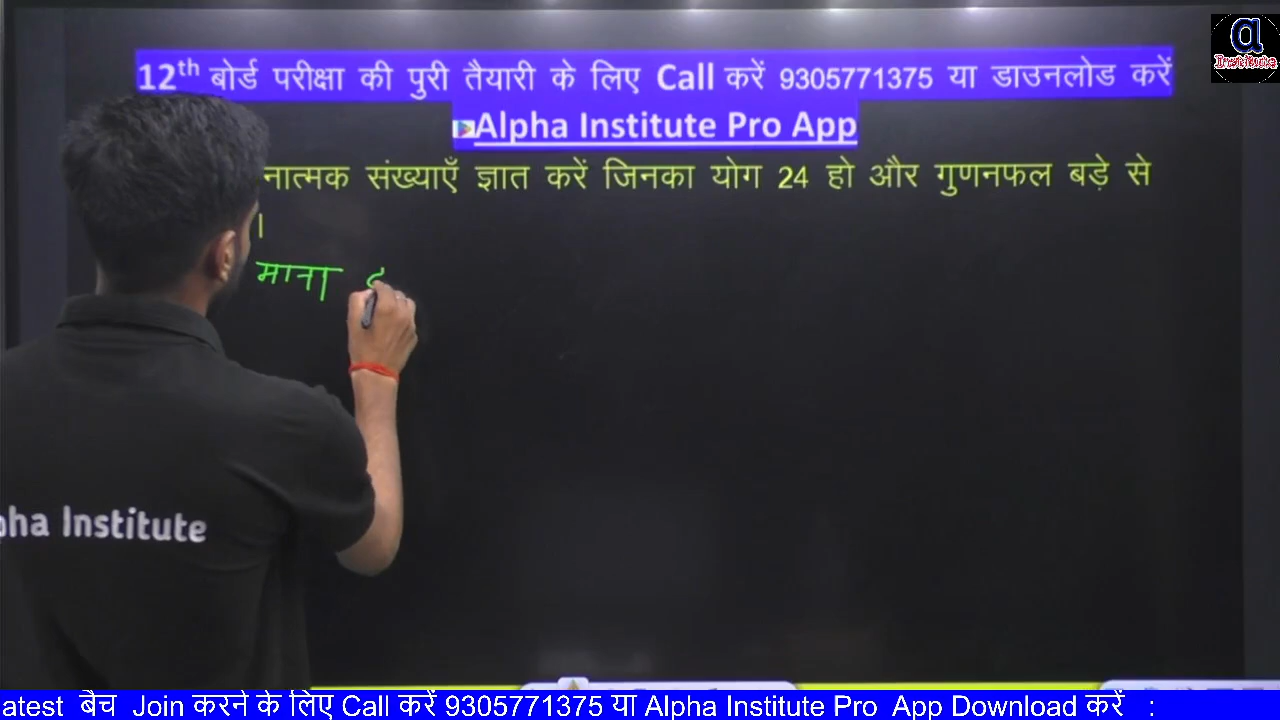 α
Institute
12th बोर्ड परीक्षा की पुरी तैयारी के लिए Call करें 9305771375 या डाउनलोड करें
Alpha Institute Pro App
नात्मक संख्याएँ ज्ञात करें जिनका योग 24 हो और गुणनफल बड़े से
।
माना
pha Institute
atest बैच Join करने के लिए Call करें 9305771375 या Alpha Institute Pro App Download करें :